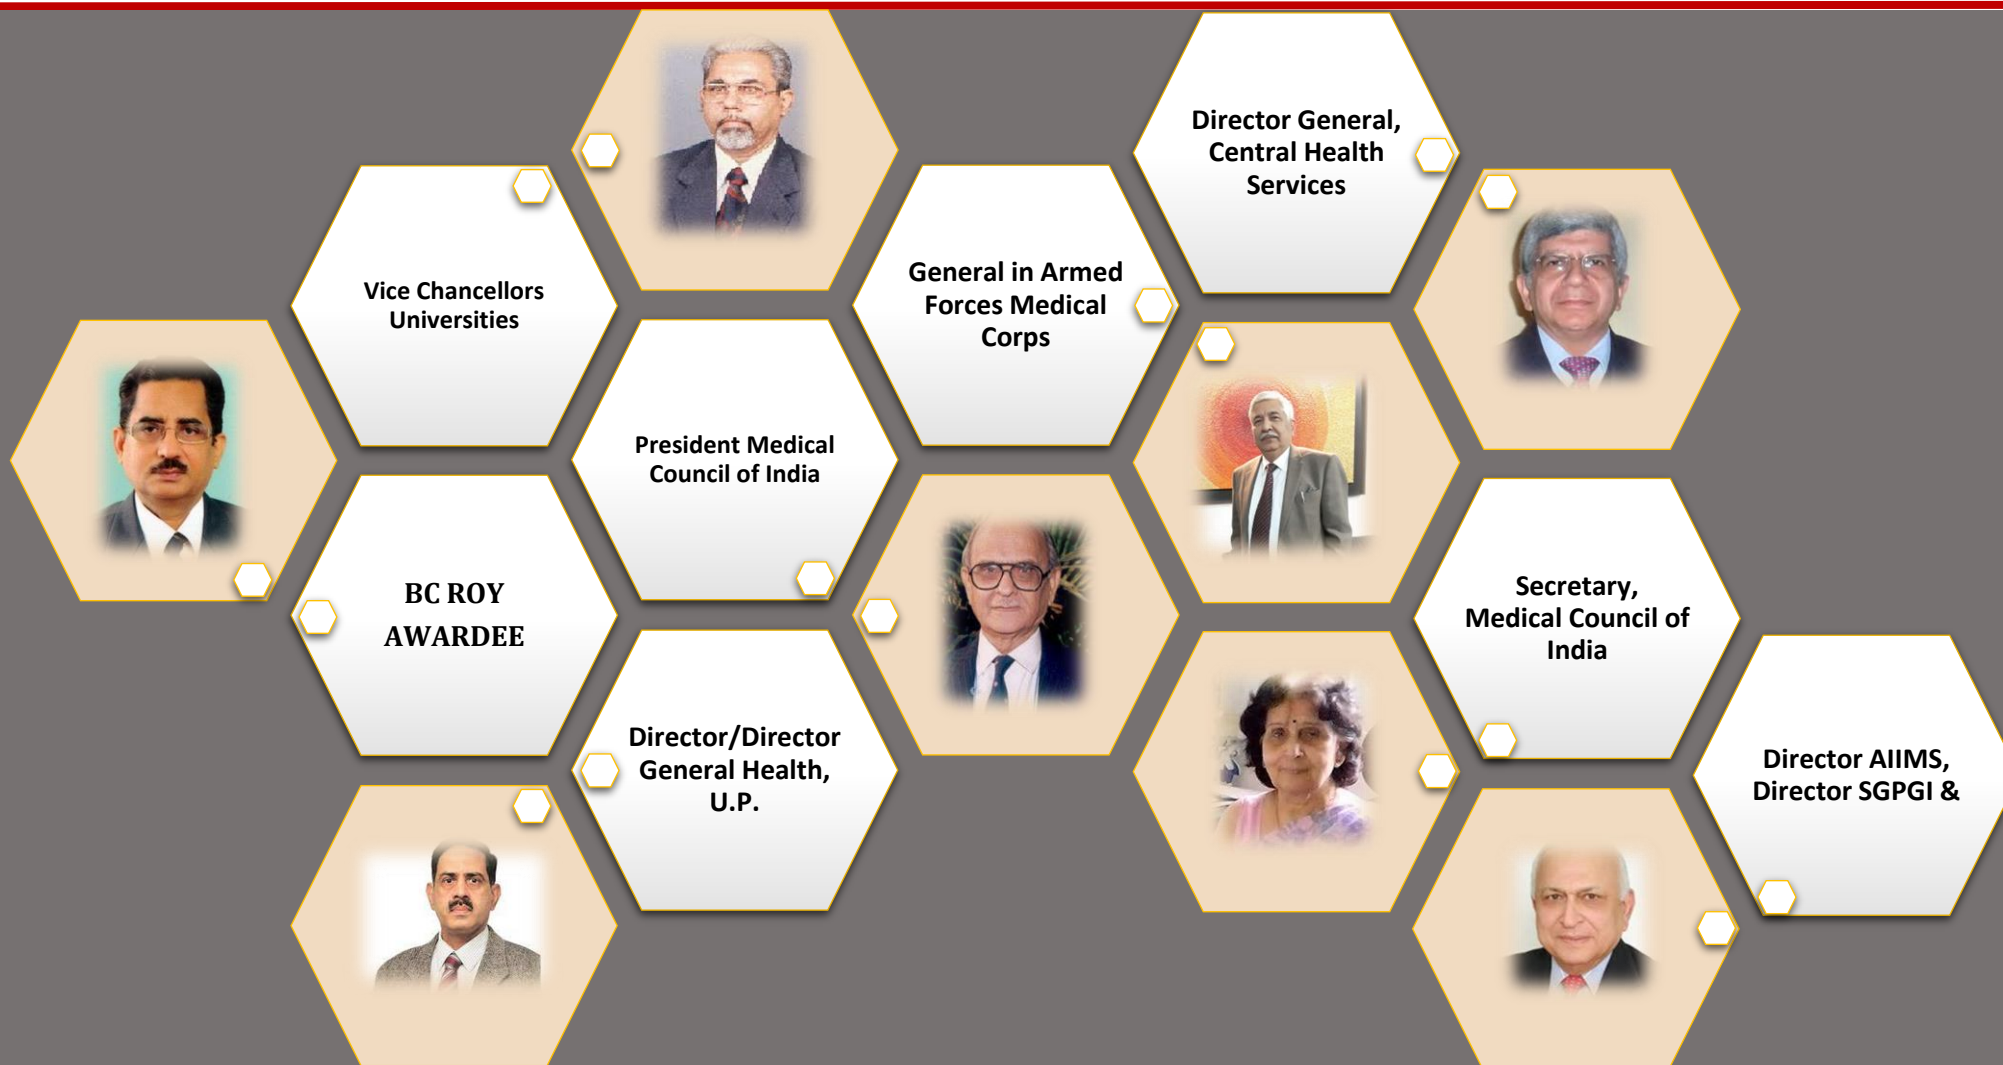 Director General,
Central Health
Services
Vice Chancellors
Universities
General in Armed
Forces Medical
Corps
President Medical
Council of India
BC ROY
AWARDEE
Secretary,
Medical Council of
India
Director/Director
General Health,
U.P.
Director AIIMS,
Director SGPGI &